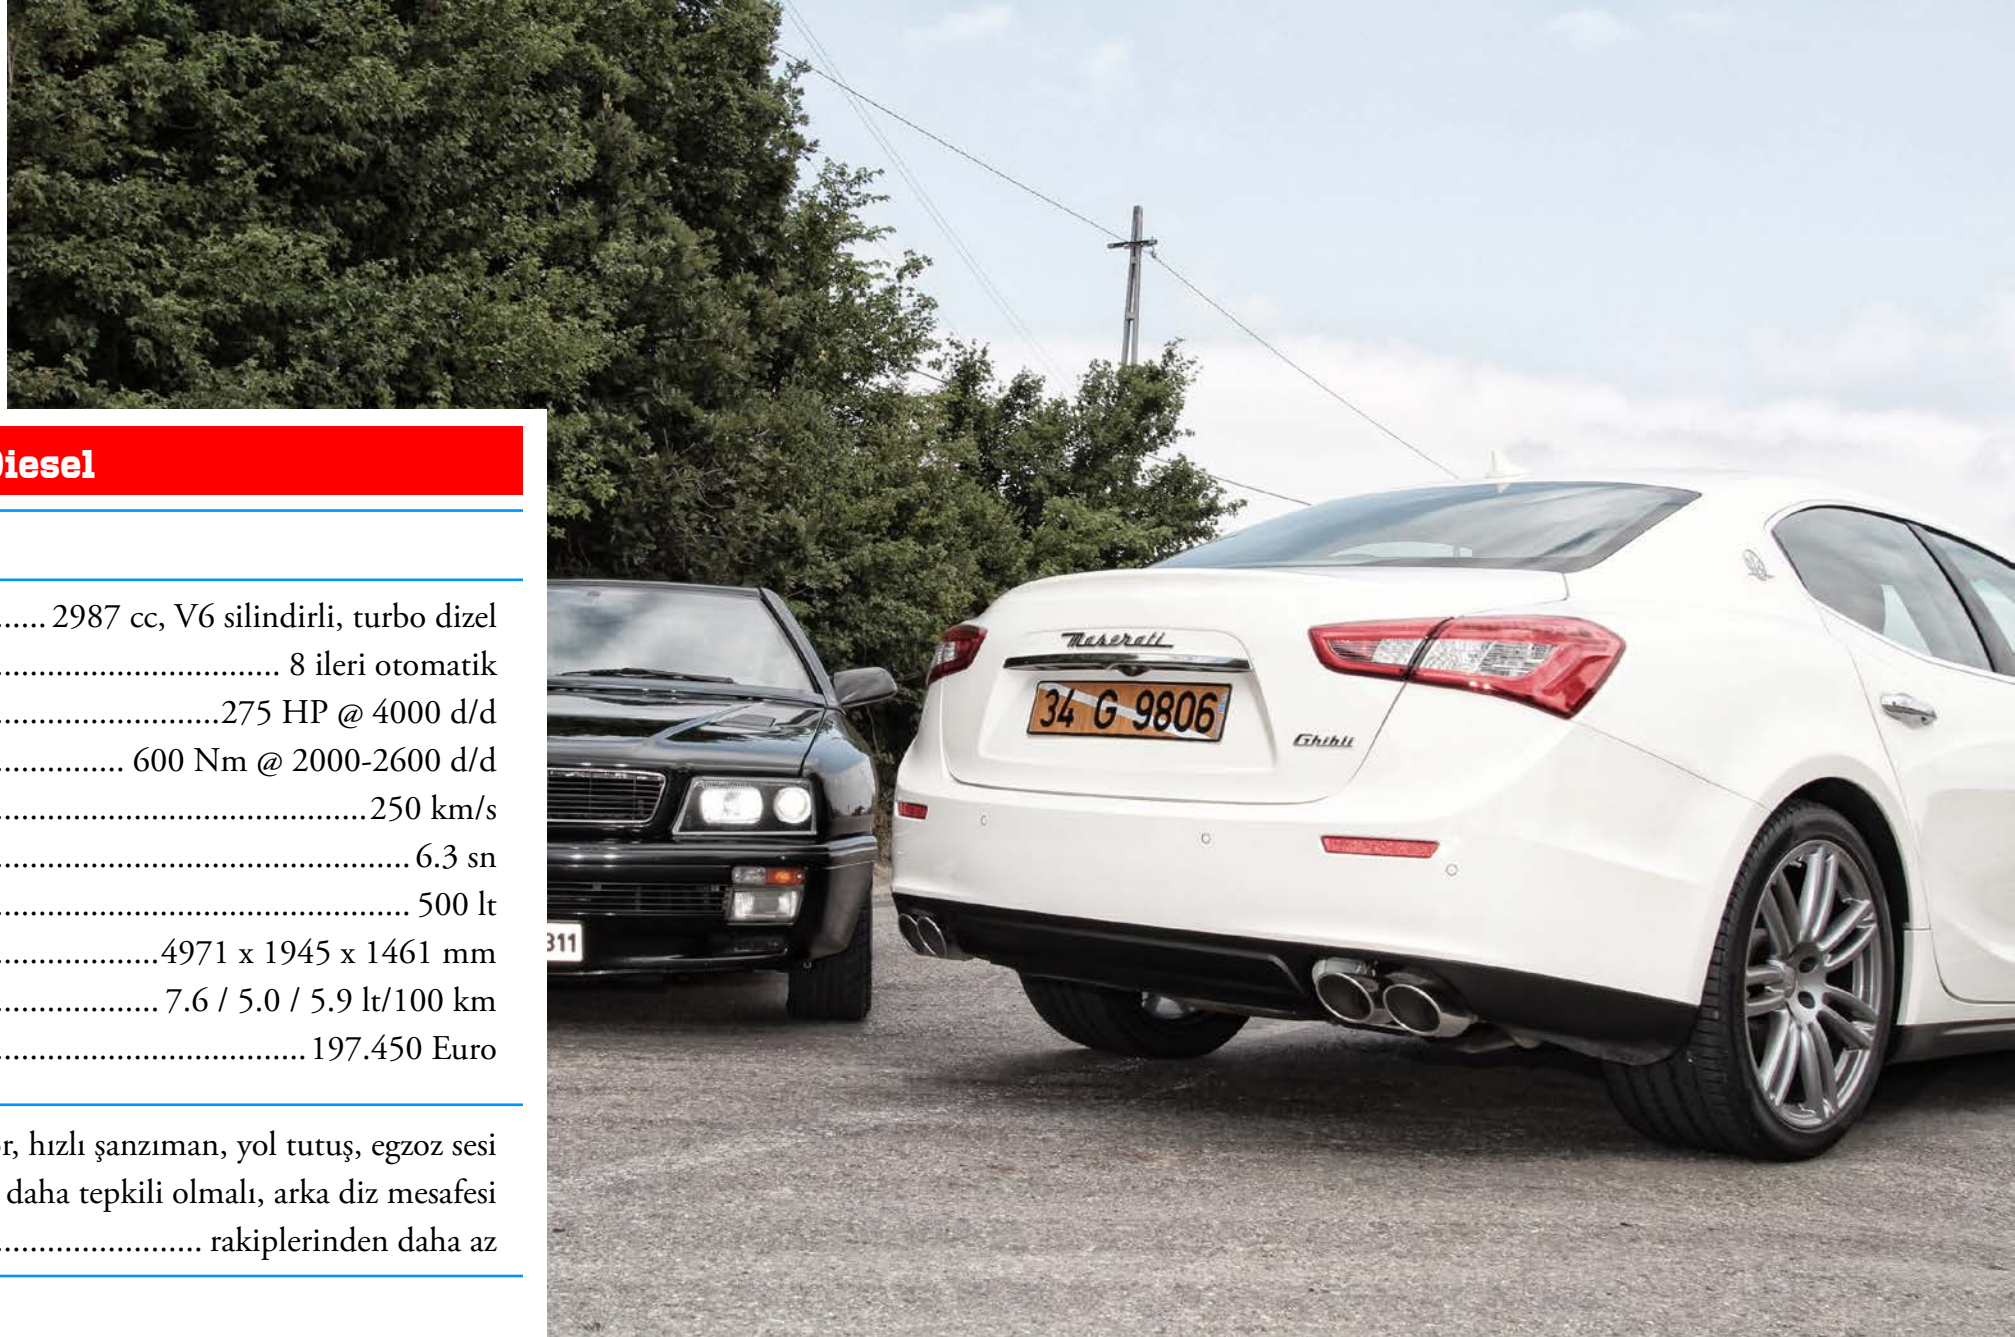 Diesel
...... 2987 cc, V6 silindirli, turbo dizel
............................... 8 ileri otomatik
.........................275 HP @ 4000 d/d
............... 600 Nm @ 2000-2600 d/d
........................................250 km/s
............................................ 6.3 sn
............................................ 500 lt
..................4971 x 1945 x 1461 mm
.................. 7.6 / 5.0 / 5.9 lt/100 km
.................................. 197.450 Euro
hızlı şanzıman, yol tutuş, egzoz sesi
daha tepkili olmalı, arka diz mesafesi
....................... rakiplerinden daha az
Maserati
34 G 9806
Ghibli
311